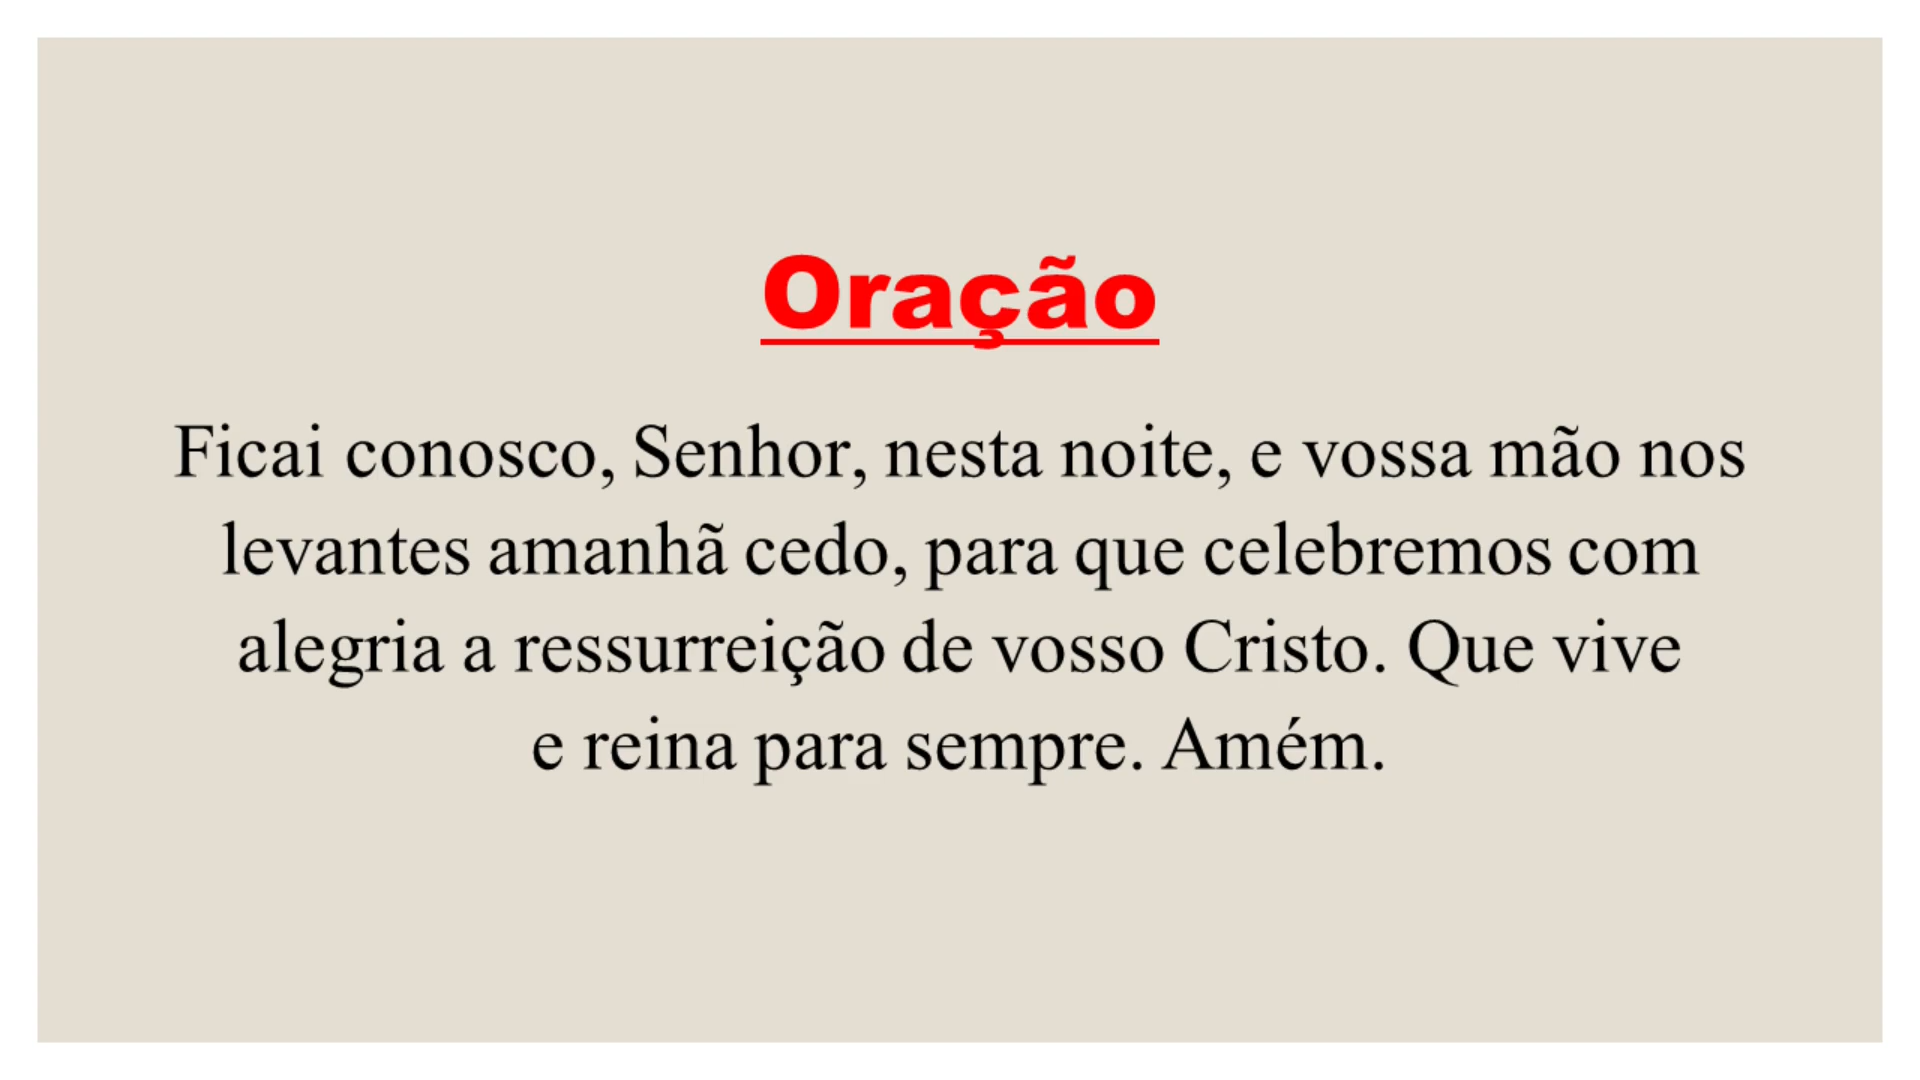 Oração
Ficai conosco, Senhor, nesta noite, e vossa mão nos
levantes amanhã cedo, para que celebremos com
alegria a ressurreição de vosso Cristo. Que vive
e reina para sempre. Amém.